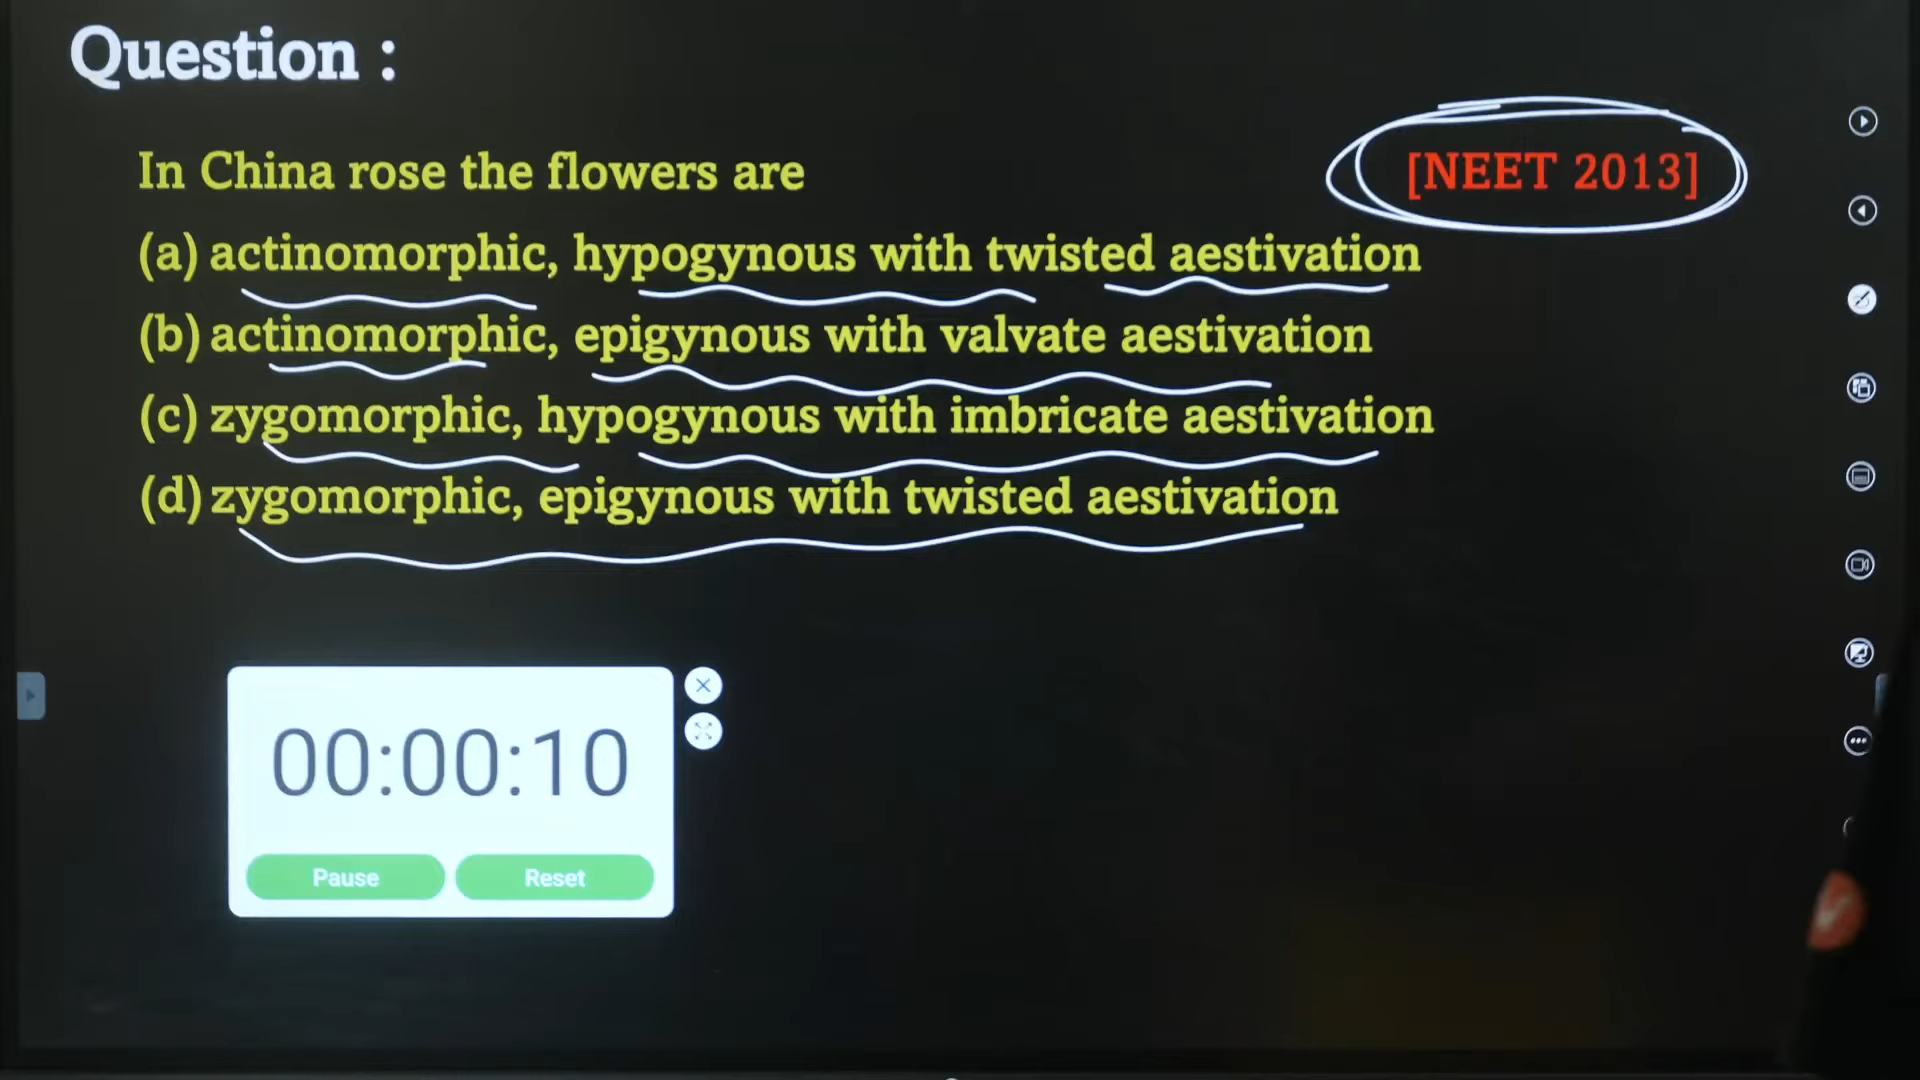 Question :
In China rose the flowers are
[NEET 2013]
(a) actinomorphic, hypogynous with twisted aestivation
(b) actinomorphic, epigynous with valvate aestivation
(c) zygomorphic, hypogynous with imbricate aestivation
(d) zygomorphic, epigynous with twisted aestivation
00:00:10
Pause
Reset